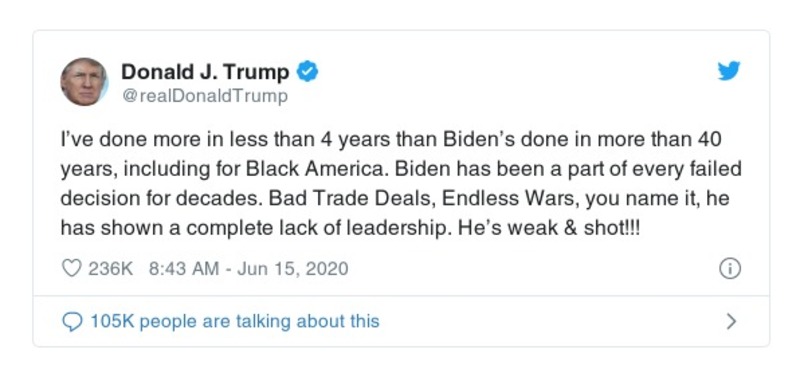 Donald J. Trump
@realDonaldTrump
I've done more in less than 4 years than Biden's done in more than 40
years, including for Black America. Biden has been a part of every failed
decision for decades. Bad Trade Deals, Endless Wars, you name it, he
has shown a complete lack of leadership. He's weak & shot!!!
236K 8:43 AM - Jun 15, 2020
105K people are talking about this